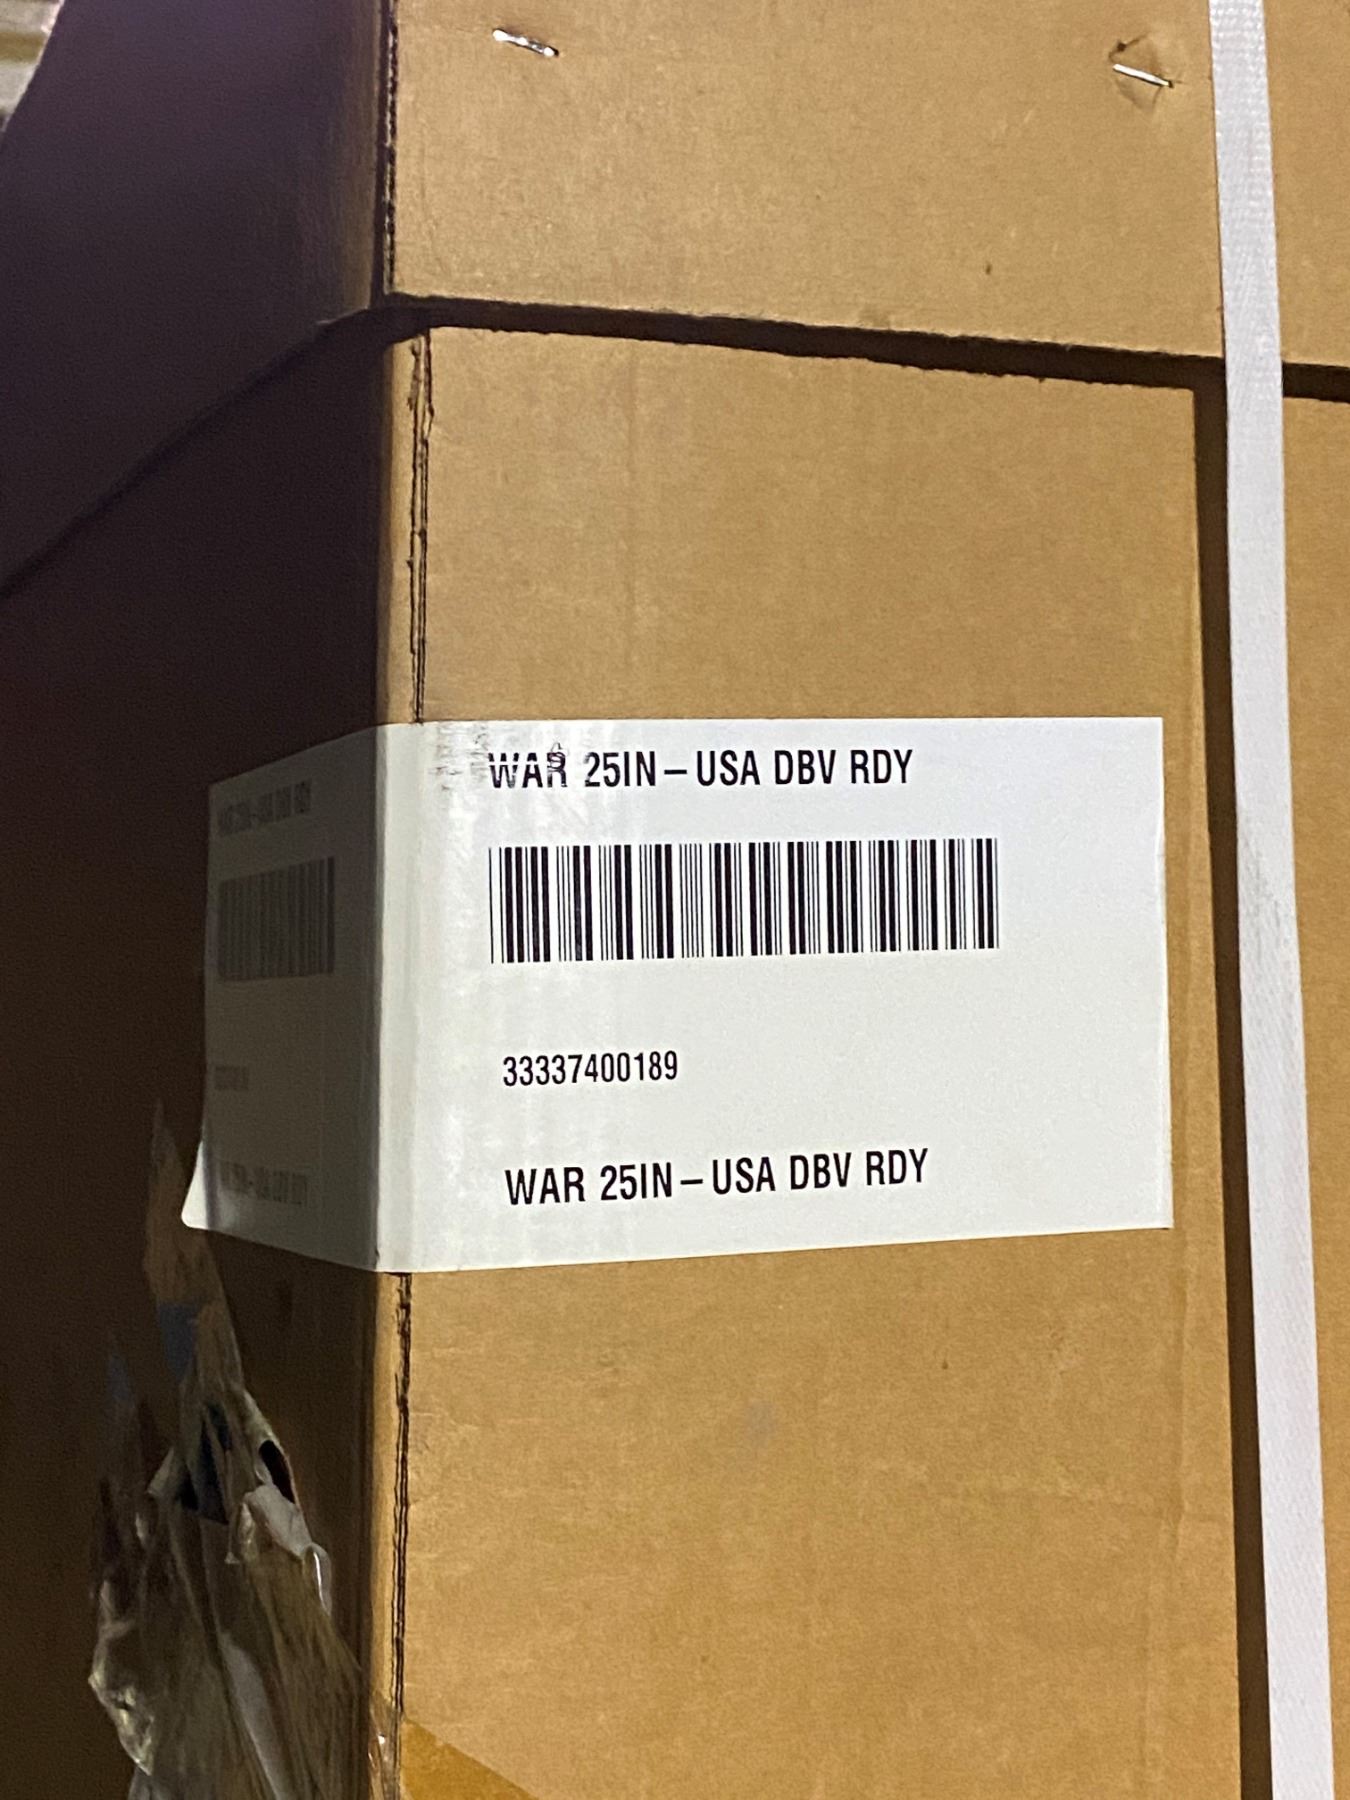 WAR 25IN – USA DBV RDY
33337400189
WAR 25IN – USA DBV RDY